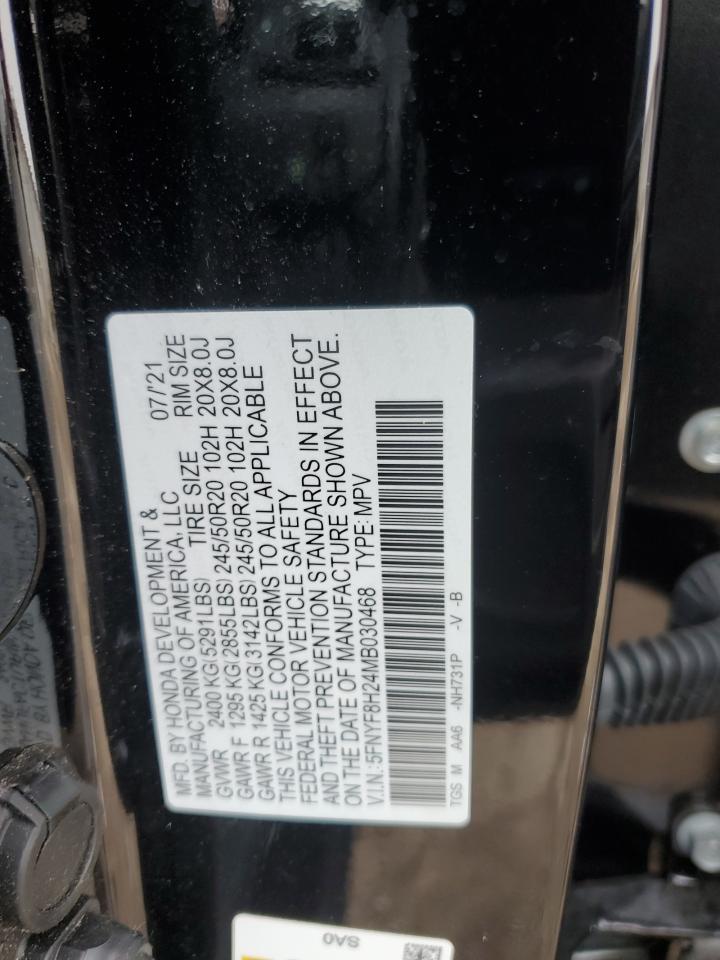 MFD. BY HONDA DEVELOPMENT & 07/'21
MANUFACTURING OF AMERICA, LLC
TIRE SIZE RIM SIZE
GVWR 2400 KG(5291LBS)
GAWR F 1295 KG(2855LBS) 245/50R20 102H 20X8.0J
GAWR R 1425 KG(3142LBS) 245/50R20 102H 20X8.0J
THIS VEHICLE CONFORMS TO ALL APPLICABLE
FEDERAL MOTOR VEHICLE SAFETY
AND THEFT PREVENTION STANDARDS IN EFFECT
ON THE DATE OF MANUFACTURE SHOWN ABOVE.
V.I.N.: 5FNYF8H24MB030468 TYPE: MPV
TGS M AA6 -NH731P -V -B
SA0